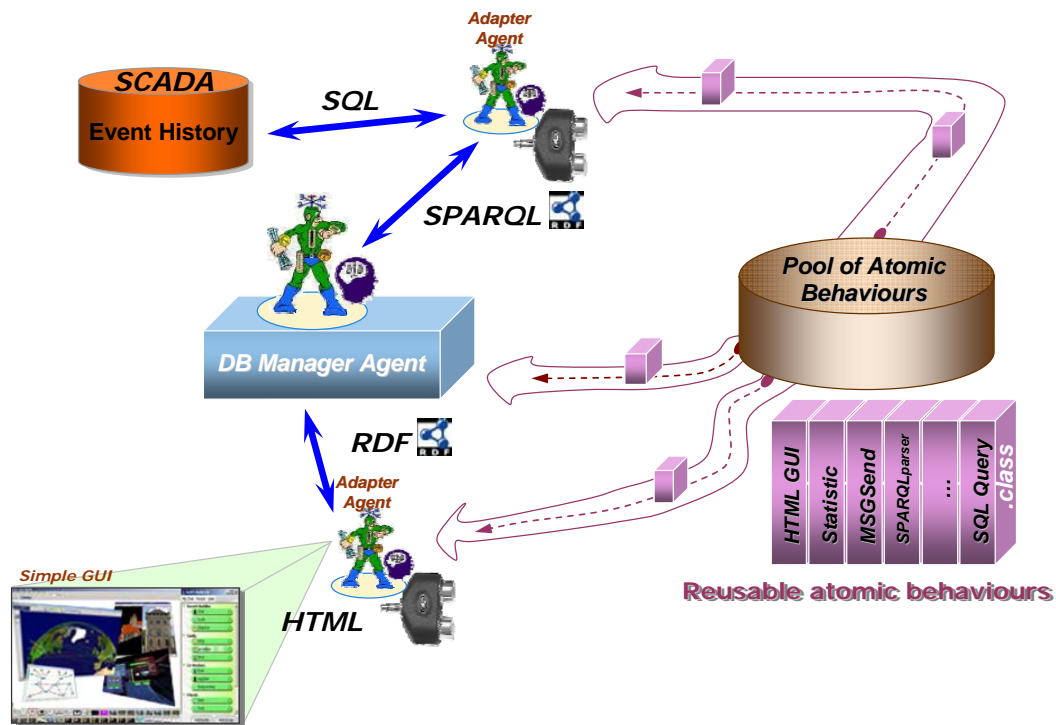 Adapter
Agent
SCADA
Event History
SQL
SPARQL
RDF
Pool of Atomic
Behaviours
DB Manager Agent
RDF
RDF
Adapter
Agent
HTML GUI
Statistic
MSGSend
SPARQLparser
...
SQL Query
.class
Reusable atomic behaviours
Simple GUI
HTML